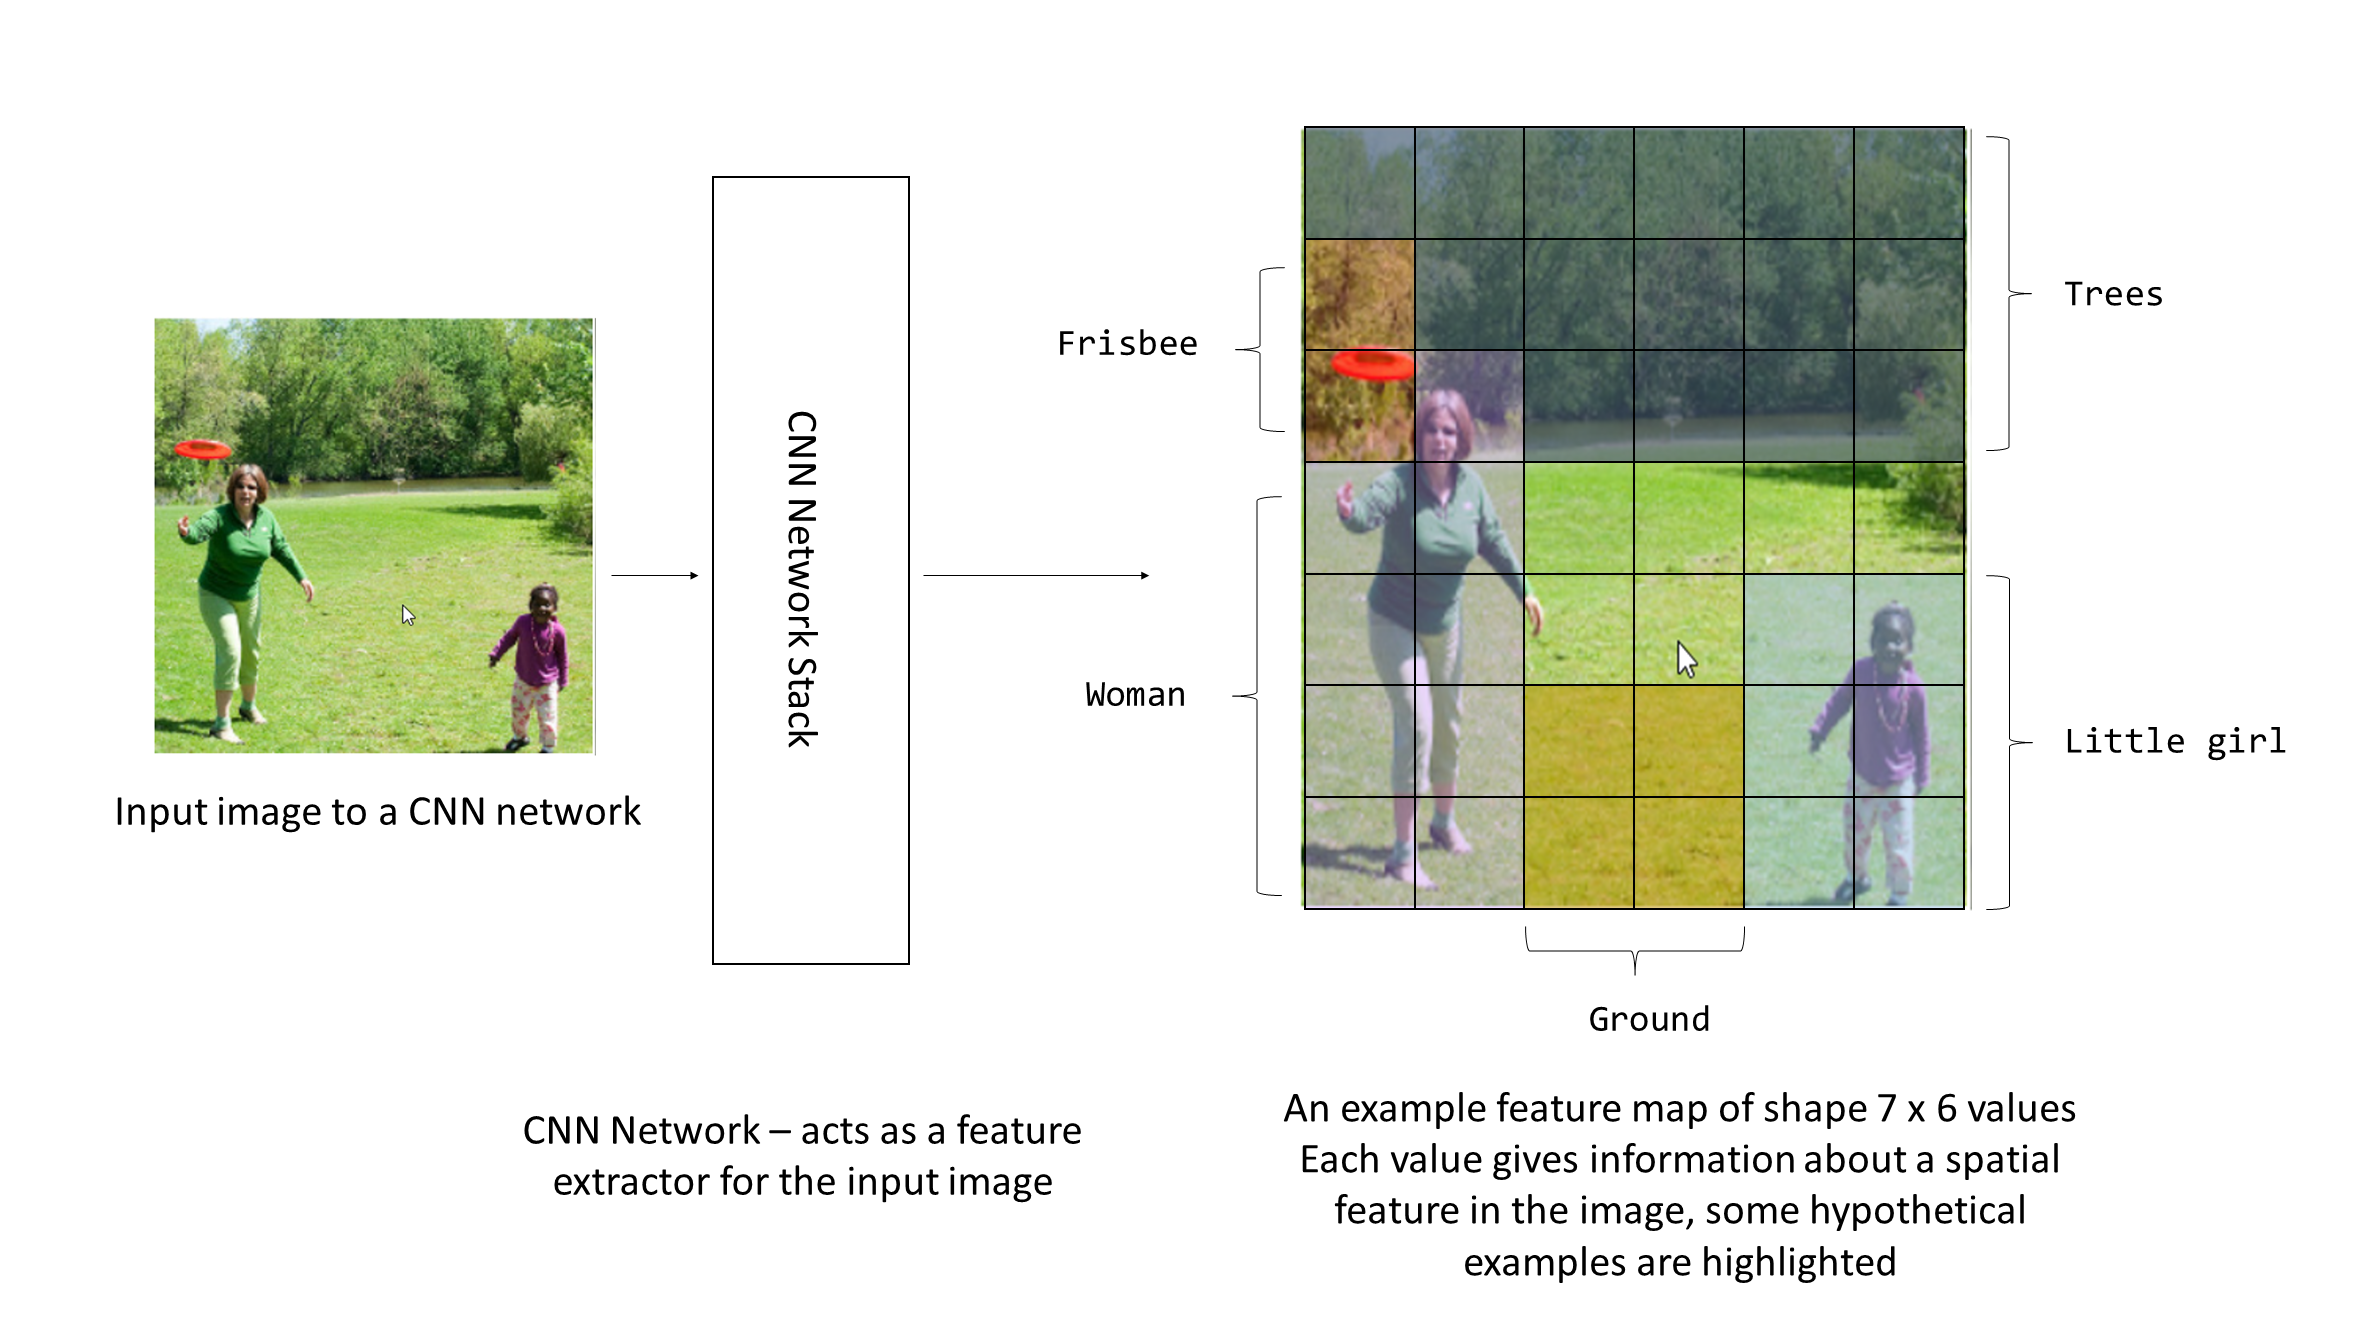 Input image to a CNN network
CNN Network Stack
CNN Network – acts as a feature
extractor for the input image
Frisbee
Woman
Trees
Little girl
Ground
An example feature map of shape 7 x 6 values
Each value gives information about a spatial
feature in the image, some hypothetical
examples are highlighted